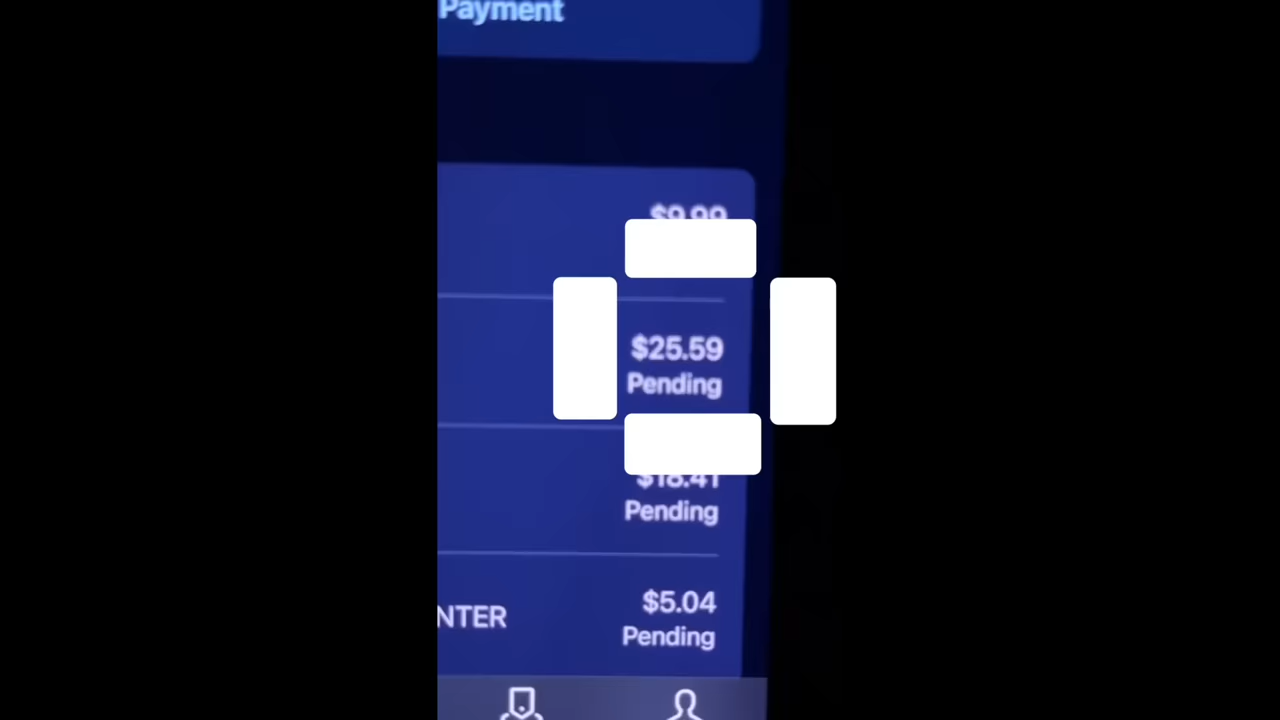 Payment
$9.99
$25.59
Pending
$18.41
Pending
NTER
$5.04
Pending